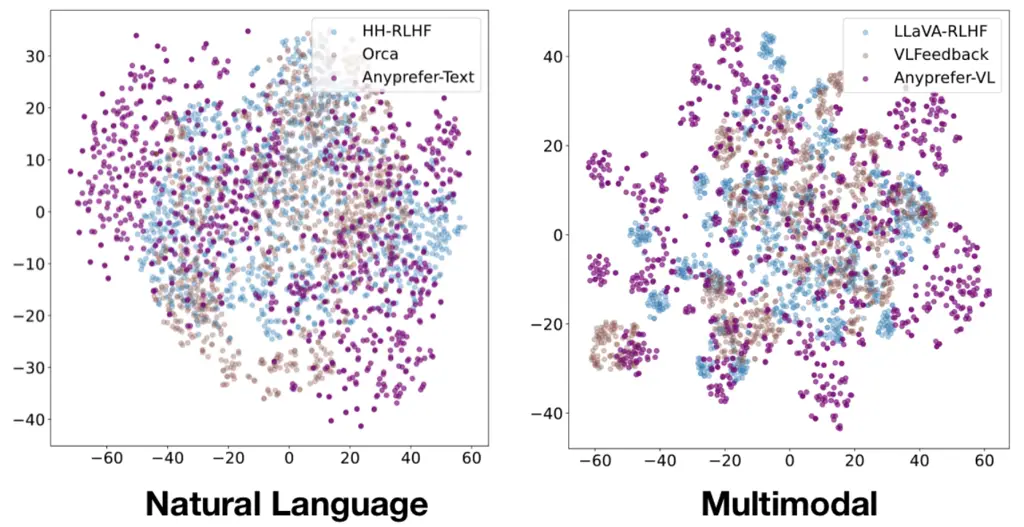 HH-RLHF
Orca
Anyprefer-Text
30
20
10
0
−10
−20
−30
−40
−60 −40 −20 0 20 40 60
Natural Language
LLaVA-RLHF
VLFeedback
Anyprefer-VL
40
20
0
−20
−40
−60 −40 −20 0 20 40 60
Multimodal